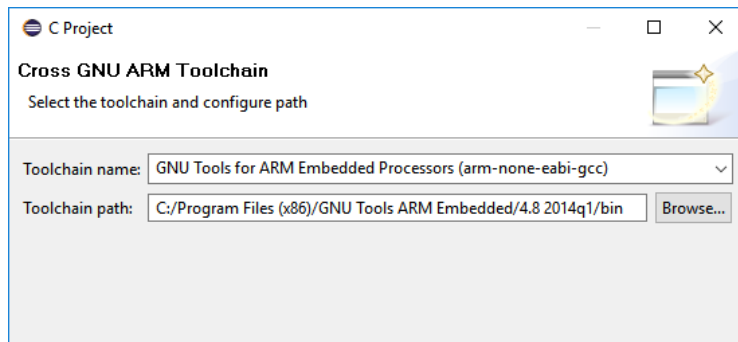 C Project
Cross GNU ARM Toolchain
Select the toolchain and configure path
Toolchain name: GNU Tools for ARM Embedded Processors (arm-none-eabi-gcc)
Toolchain path: C:/Program Files (x86)/GNU Tools ARM Embedded/4.8 2014q1/bin Browse...